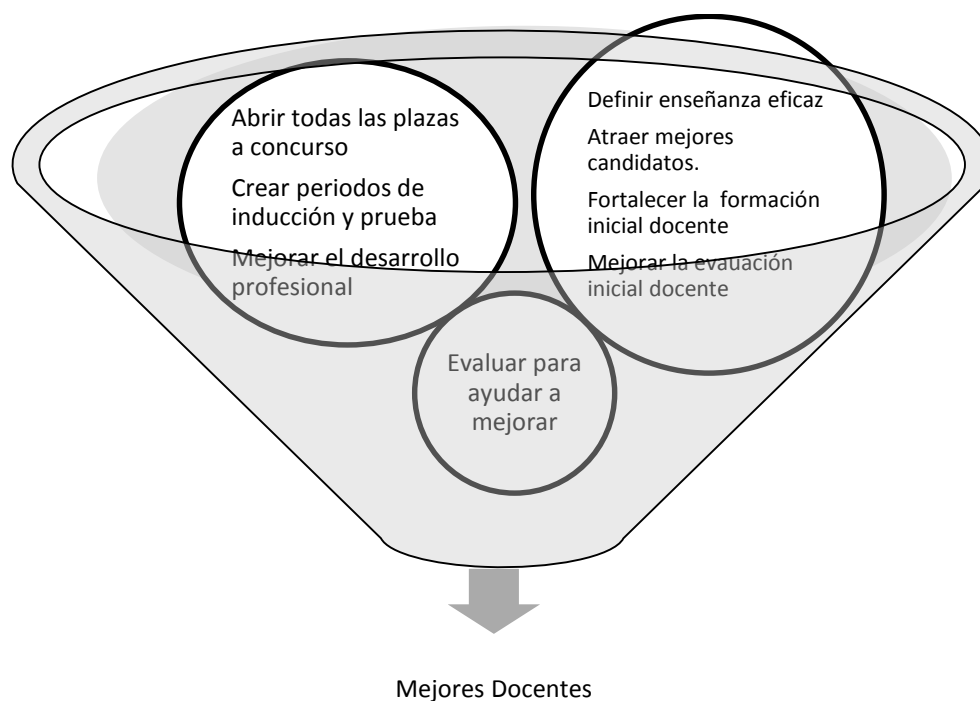 Abrir todas las plazas
a concurso
Crear periodos de
inducción y prueba
Mejorar el desarrollo
profesional
Definir enseñanza eficaz
Atraer mejores
candidatos.
Fortalecer la formación
inicial docente
Mejorar la evauación
inicial docente
Evaluar para
ayudar a
mejorar
Mejores Docentes